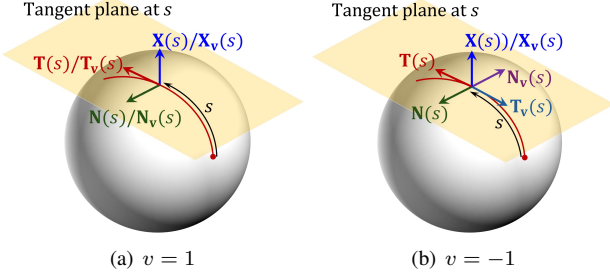 Tangent plane at s
X(s)/X_v(s)
T(s)/T_v(s)
N(s)/N_v(s)
s
(a) v = 1
Tangent plane at s
X(s))/X_v(s)
T(s)
N_v(s)
N(s)
T_v(s)
s
(b) v = −1